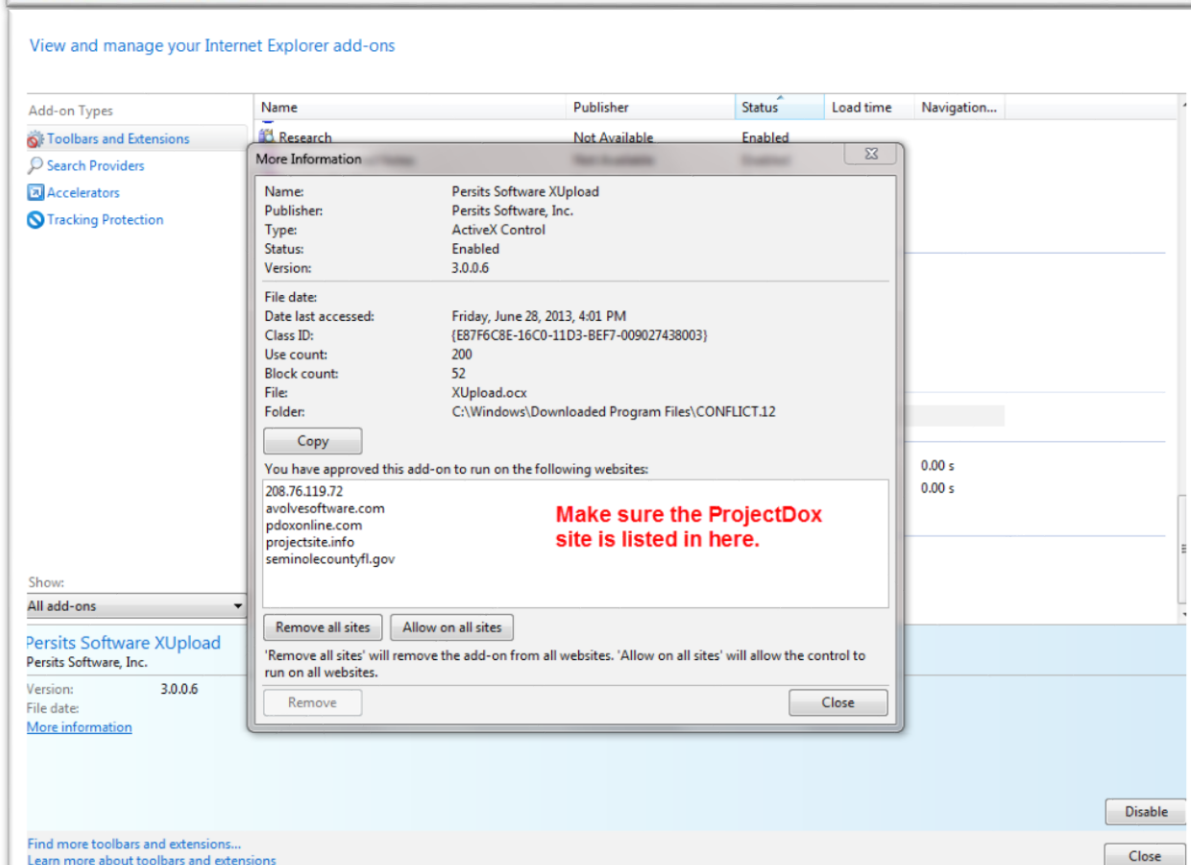 View and manage your Internet Explorer add-ons
Add-on Types
Toolbars and Extensions
Search Providers
Accelerators
Tracking Protection
Name Publisher Status Load time Navigation...
Research Not Available Enabled
More Information
Name: Persits Software XUpload
Publisher: Persits Software, Inc.
Type: ActiveX Control
Status: Enabled
Version: 3.0.0.6
File date:
Date last accessed: Friday, June 28, 2013, 4:01 PM
Class ID: {E87F6C8E-16C0-11D3-BEF7-009027438003}
Use count: 200
Block count: 52
File: XUpload.ocx
Folder: C:\Windows\Downloaded Program Files\CONFLICT.12
Copy
You have approved this add-on to run on the following websites:
208.76.119.72
avolvesoftware.com
pdoxonline.com
projectsite.info
seminolecountyfl.gov
Make sure the ProjectDox
site is listed in here.
Remove all sites Allow on all sites
'Remove all sites' will remove the add-on from all websites. 'Allow on all sites' will allow the control to
run on all websites.
Remove Close
0.00 s
0.00 s
Show:
All add-ons
Persits Software XUpload
Persits Software, Inc.
Version: 3.0.0.6
File date:
More information
Disable
Find more toolbars and extensions...
Learn more about toolbars and extensions
Close